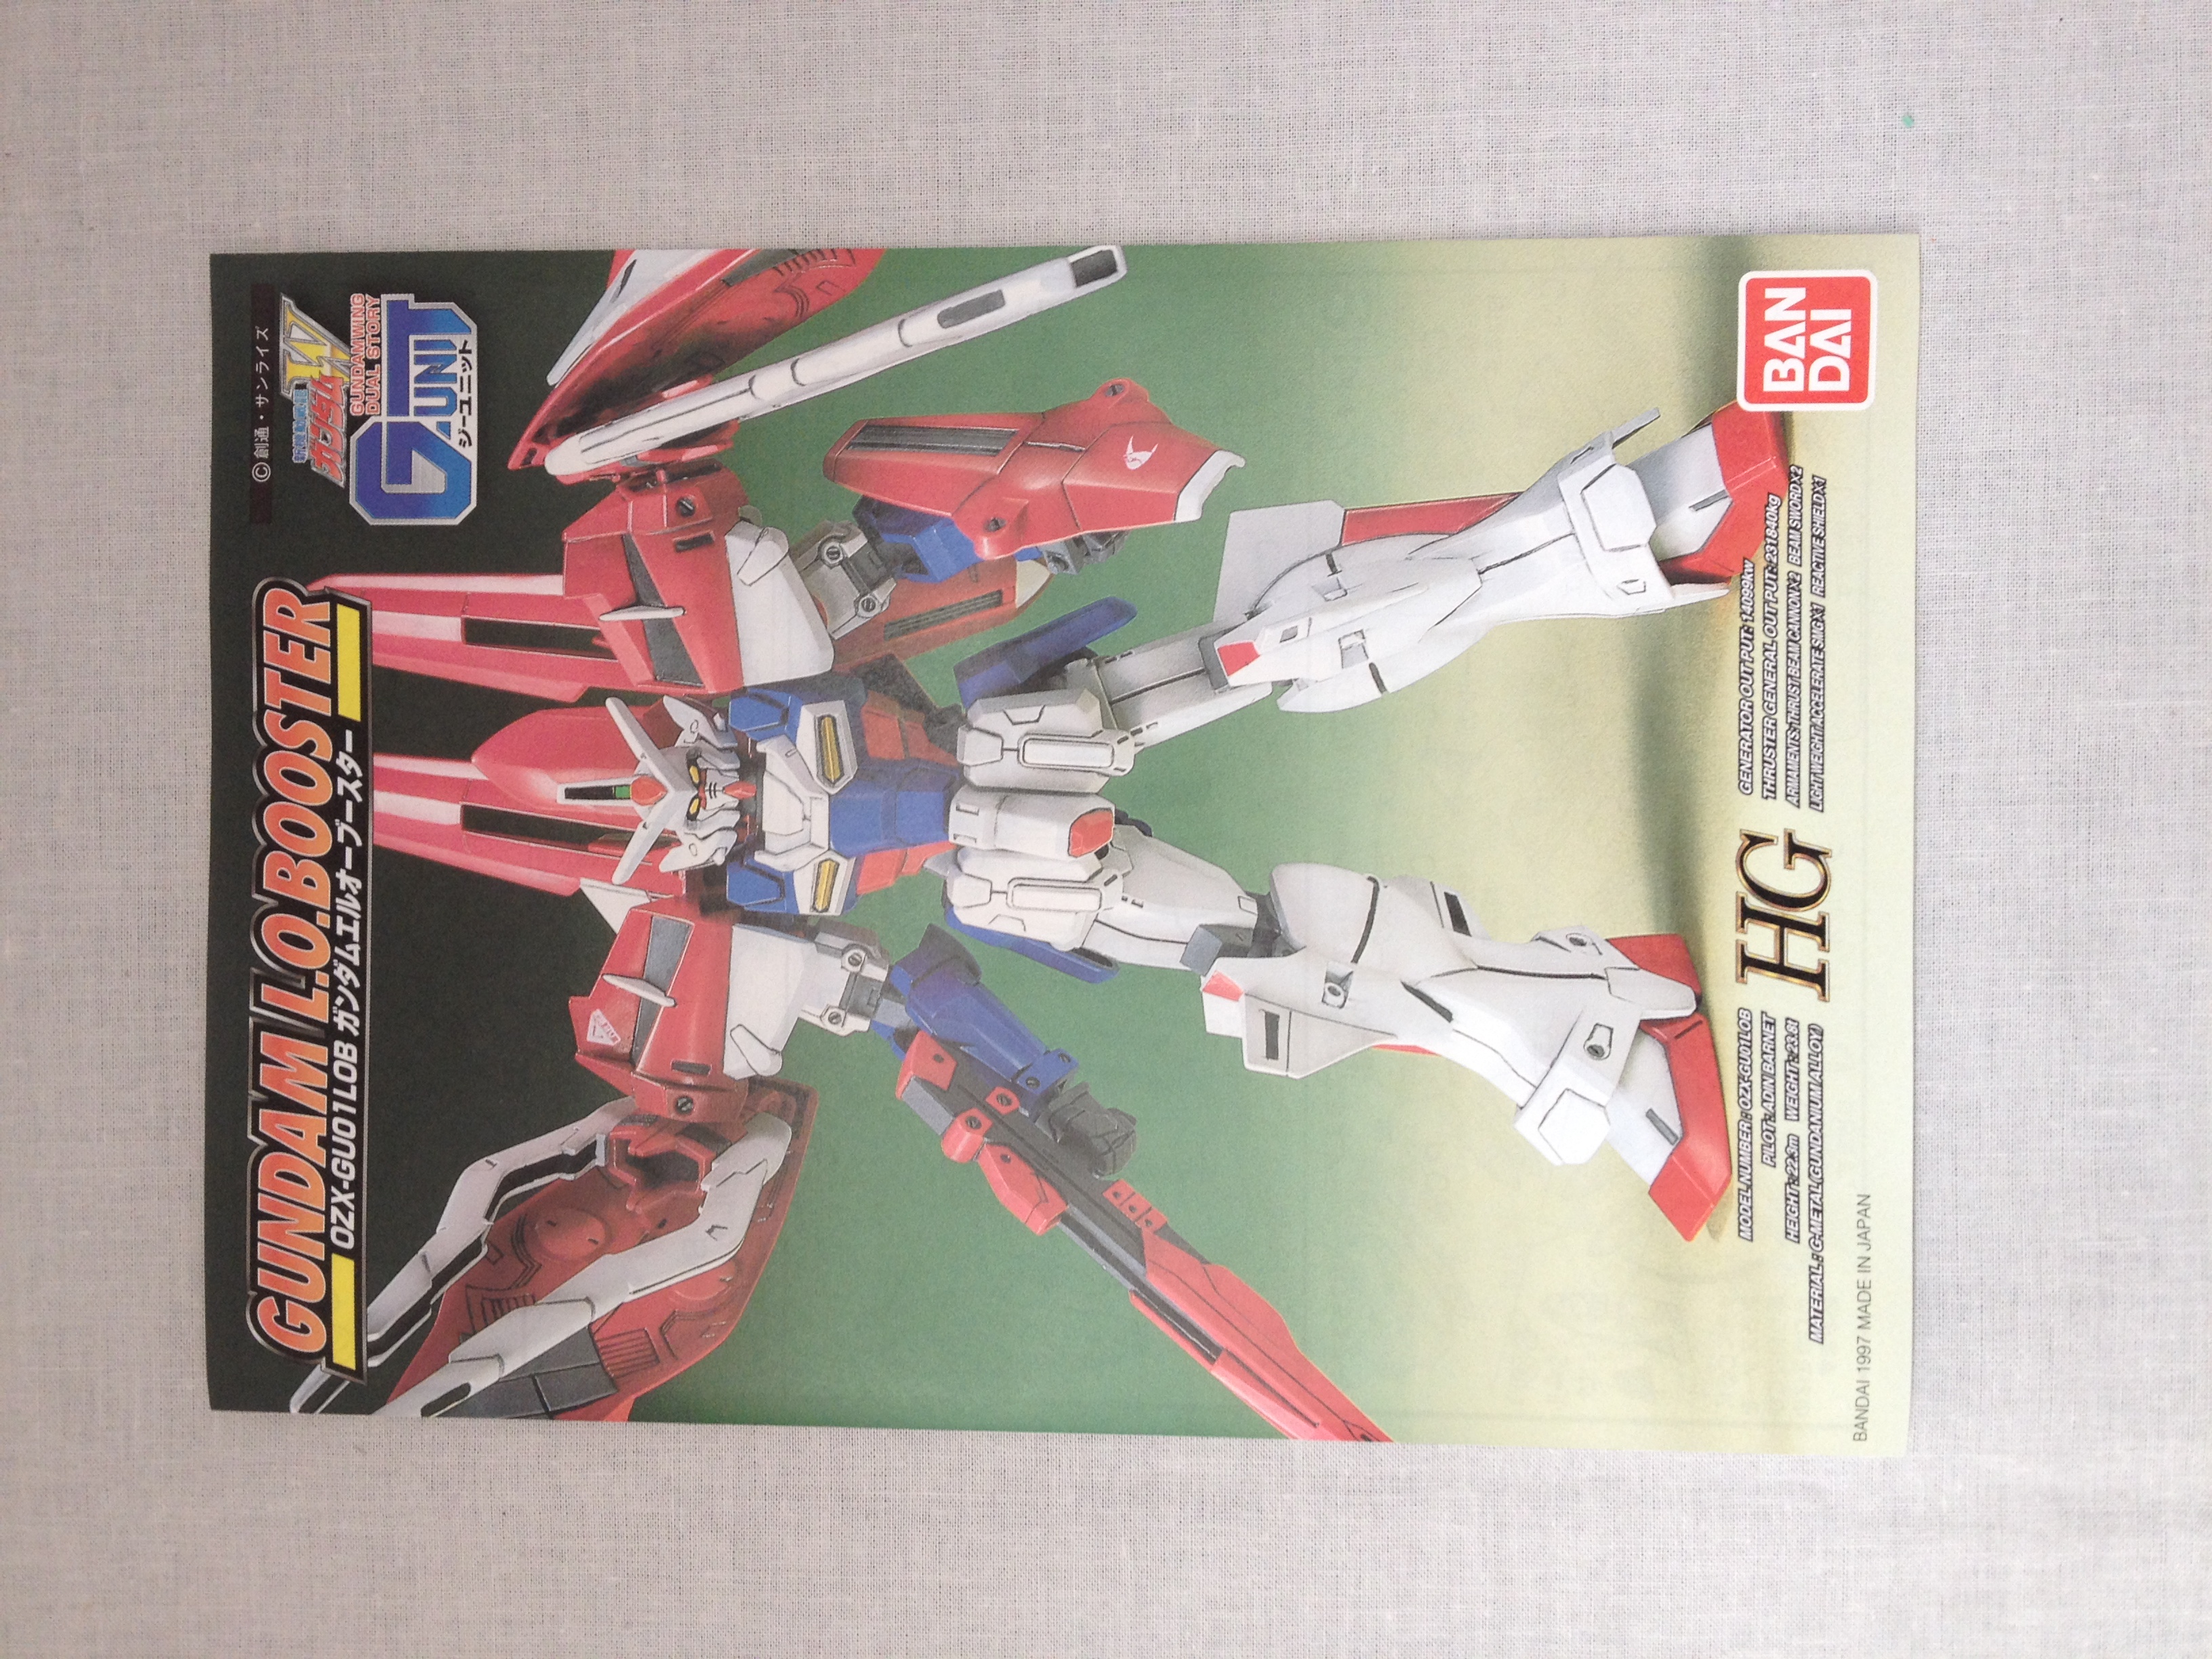 GUNDAM L.O.BOOSTER
OZX-GU01LOB ガンダムエルオーブースター
©創通・サンライズ
新機動戦記
ガンダムW
GUNDAM WING
DUAL STORY
G-UNIT
ジーユニット
MODEL NUMBER : OZX-GU01LOB
PILOT : ADIN BARNET
HEIGHT : 22.3m WEIGHT : 23.8t
MATERIAL : G-METAL (GUNDANIUM ALLOY)
HG
GENERATOR OUT PUT: 14099kw
THRUSTER GENERAL OUT PUT: 231840kg
ARMAMENTS: THRUST BEAM CANNON×2 BEAM SWORD×2
LIGHT WEIGHT ACCELERATE SMG×1 REACTIVE SHIELD×1
BAN
DAI
BANDAI 1997 MADE IN JAPAN